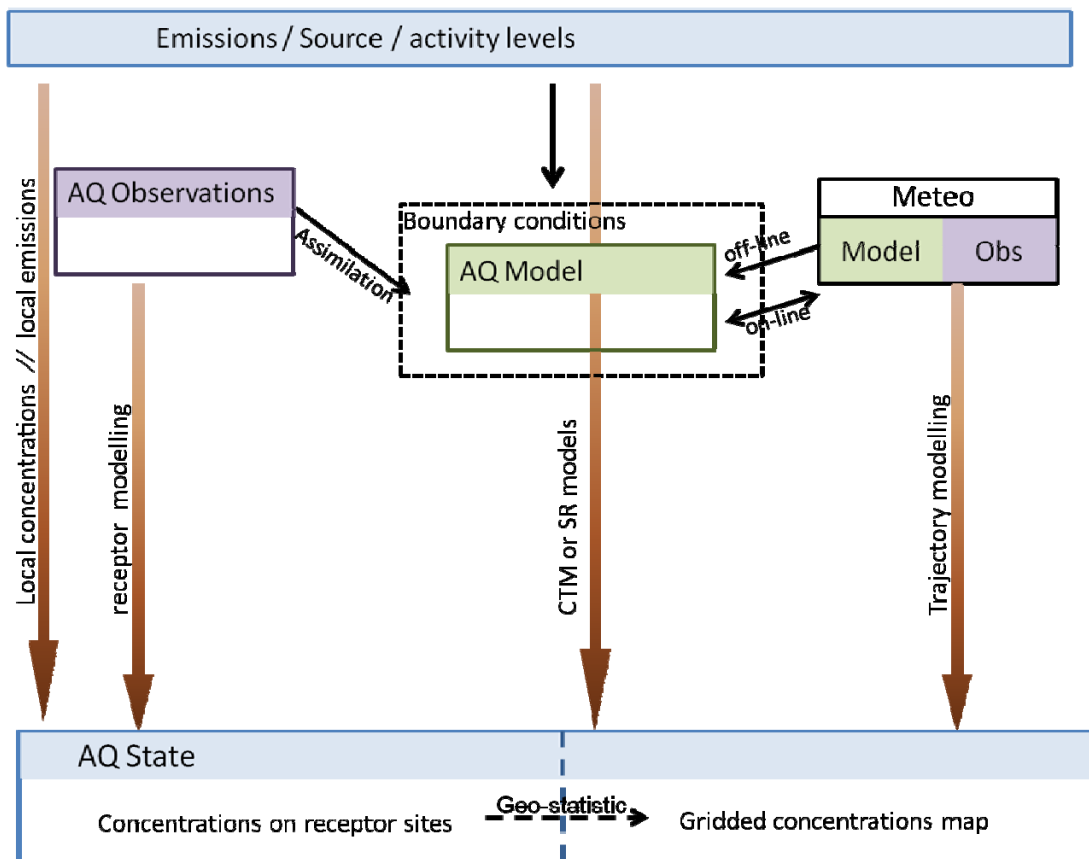 Emissions / Source / activity levels
AQ Observations
Assimilation
Boundary conditions
AQ Model
off-line
on-line
Meteo
Model
Obs
Local concentrations // local emissions
receptor modelling
CTM or SR models
Trajectory modelling
AQ State
Concentrations on receptor sites
Geo-statistic
Gridded concentrations map